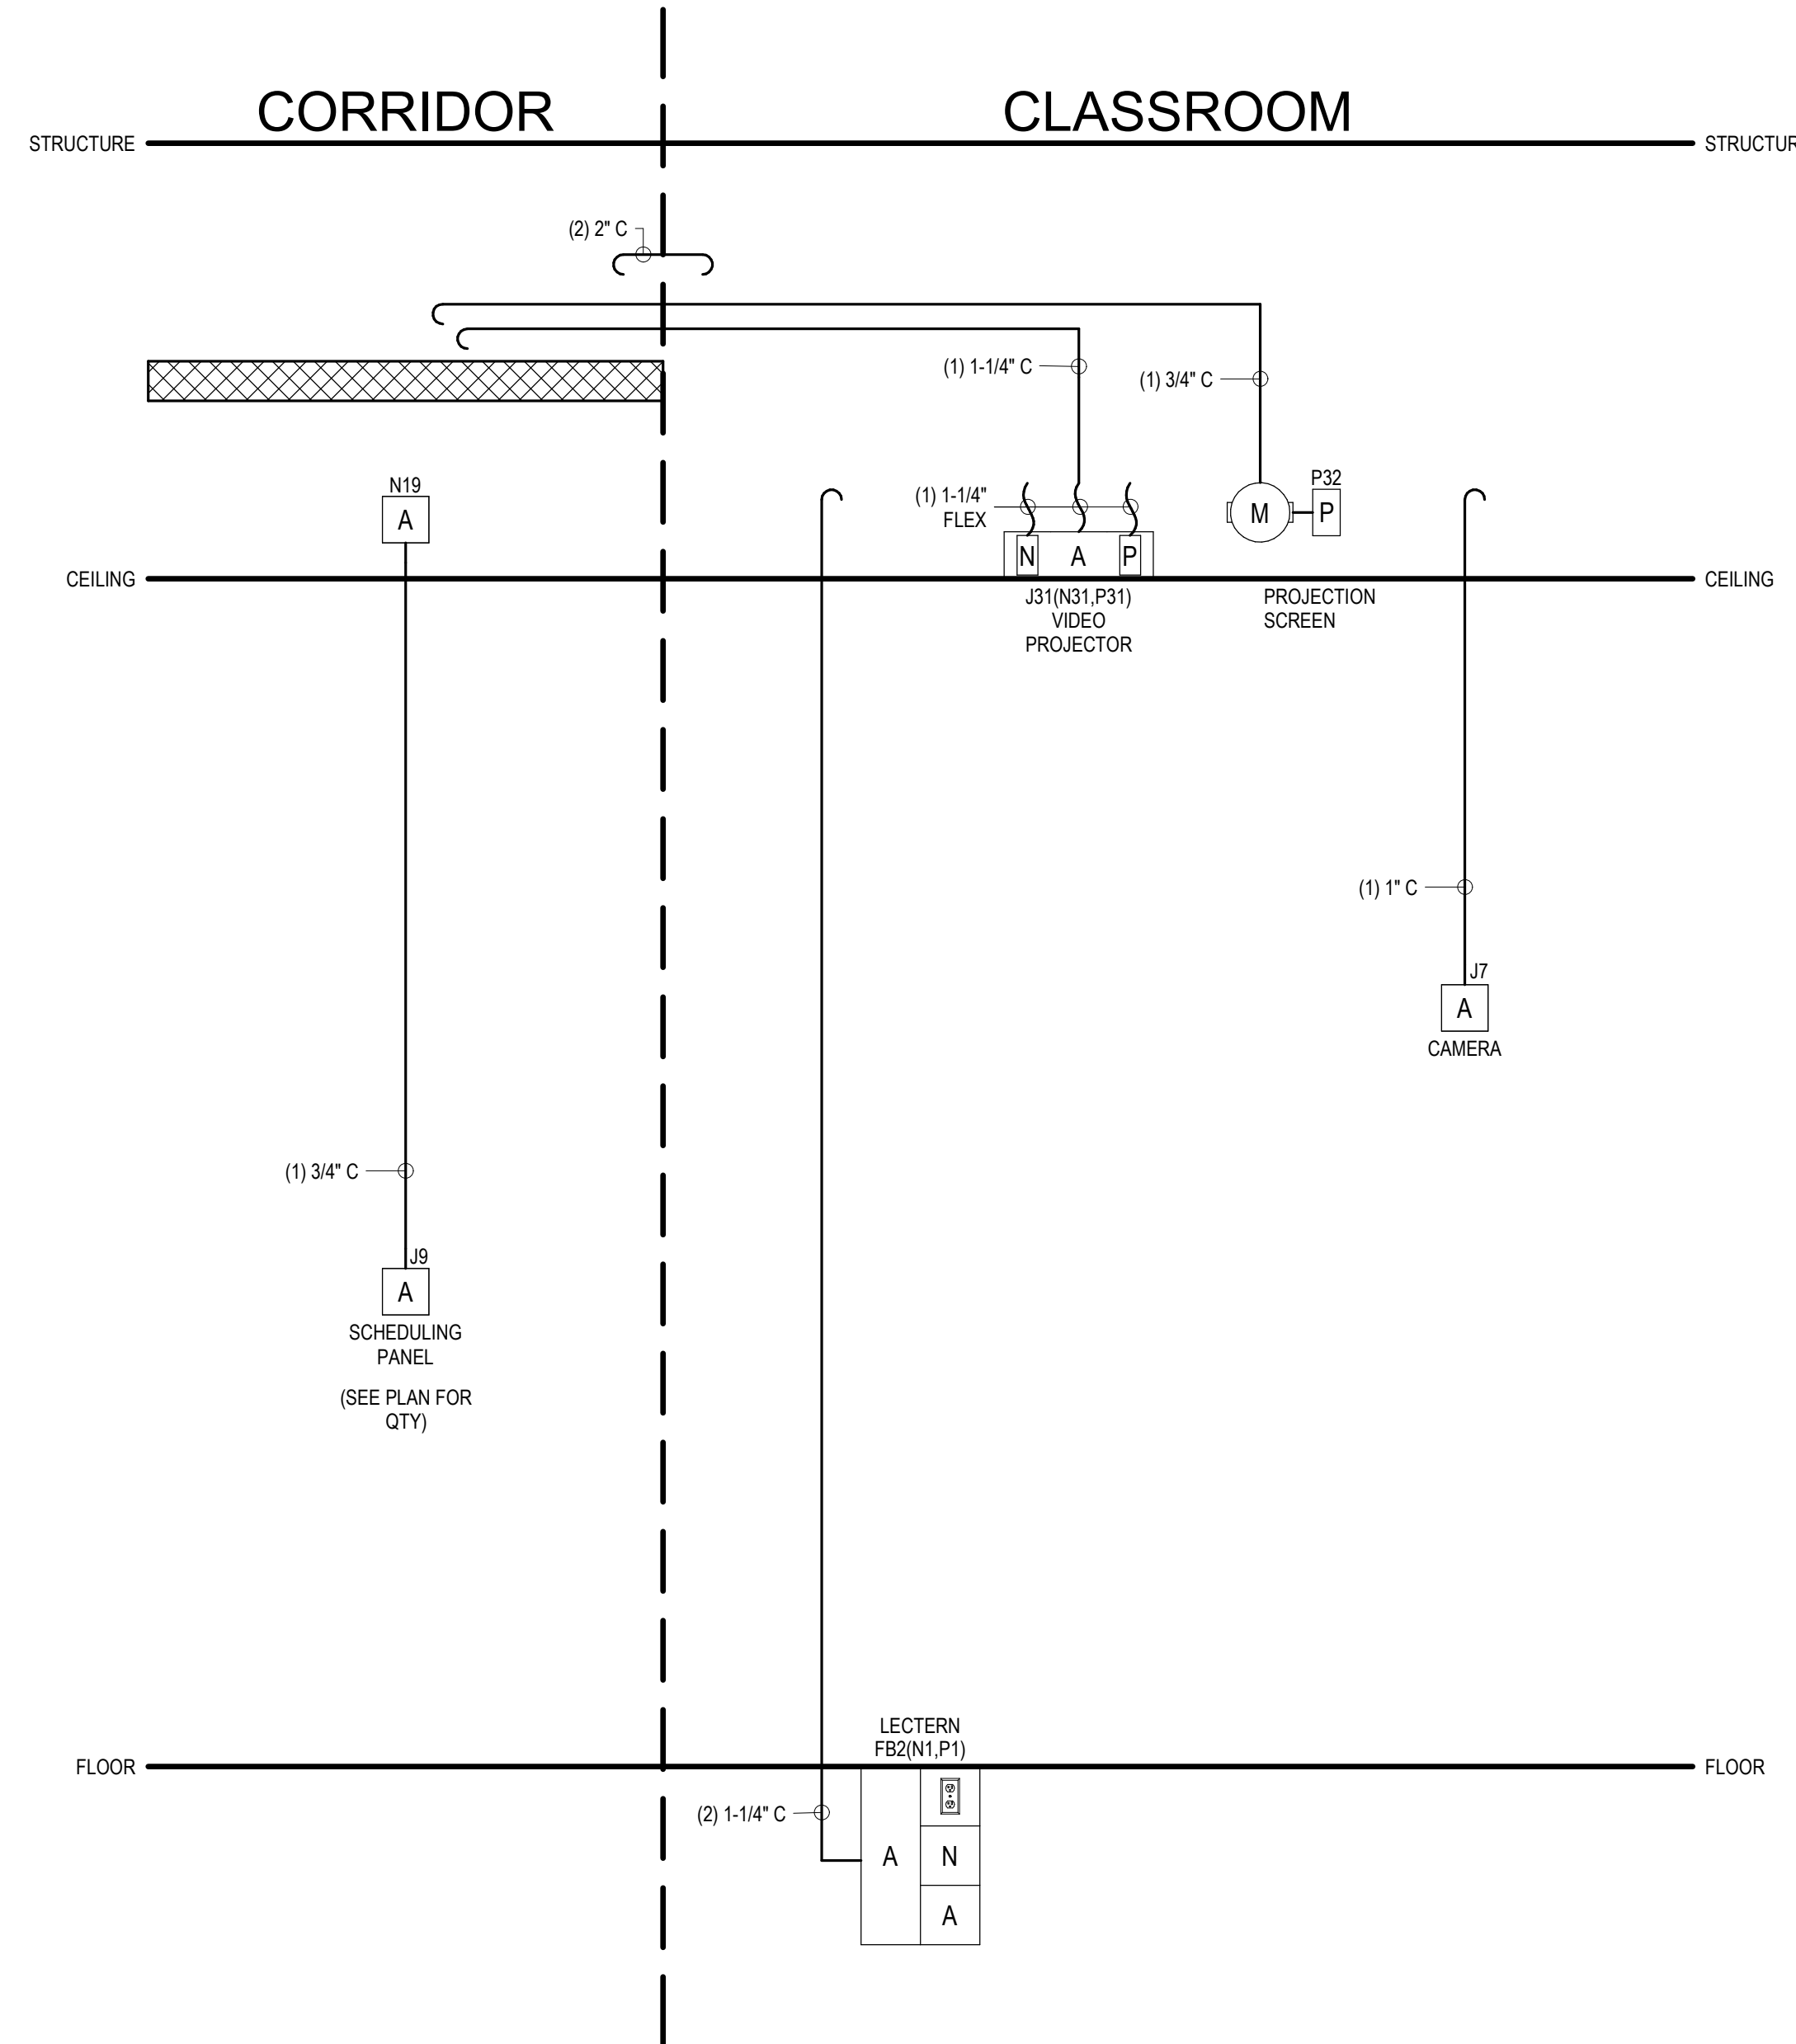 CORRIDOR
CLASSROOM
STRUCTURE
STRUCTUR
(2) 2" C
(1) 1-1/4" C
(1) 3/4" C
N19
A
(1) 1-1/4"
FLEX
N A P
M
P32
P
CEILING
CEILING
J31(N31,P31)
VIDEO
PROJECTOR
PROJECTION
SCREEN
(1) 1" C
J7
A
CAMERA
(1) 3/4" C
J9
A
SCHEDULING
PANEL
(SEE PLAN FOR
QTY)
LECTERN
FB2(N1,P1)
FLOOR
FLOOR
(2) 1-1/4" C
A
N
A